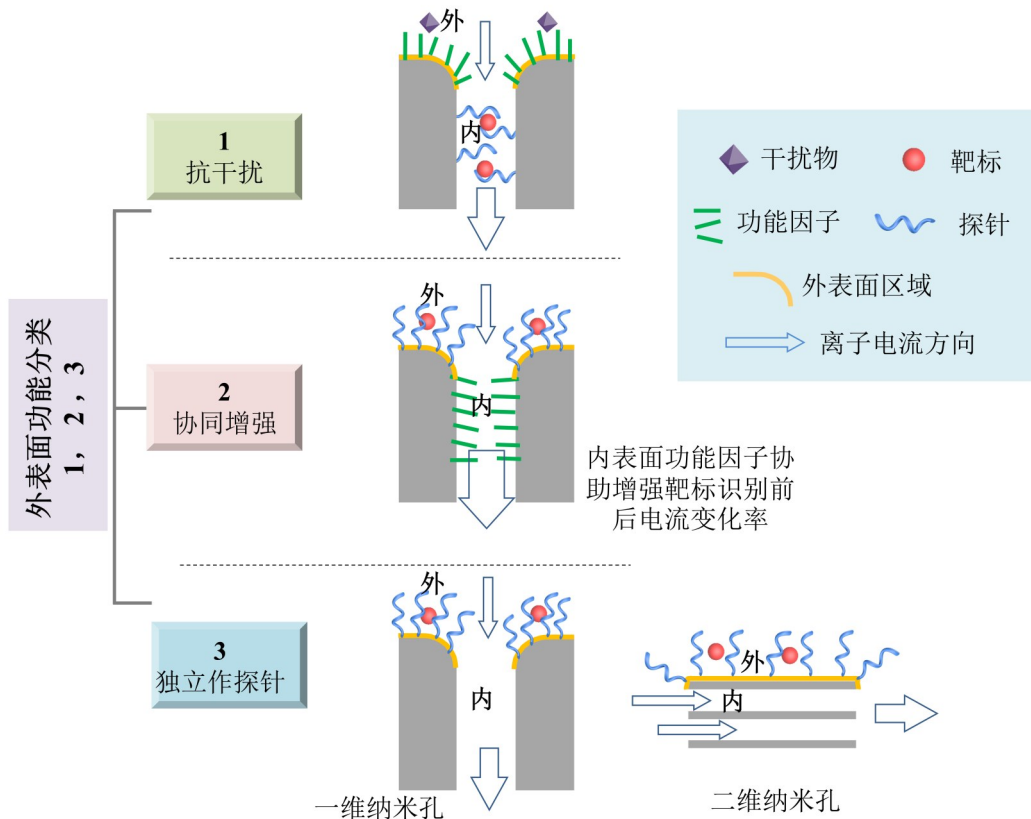 外表面功能分类
1，2，3
1
抗干扰
外
内
2
协同增强
外
内
内表面功能因子协
助增强靶标识别前
后电流变化率
3
独立作探针
外
内
一维纳米孔
外
内
二维纳米孔
干扰物
靶标
功能因子
探针
外表面区域
离子电流方向